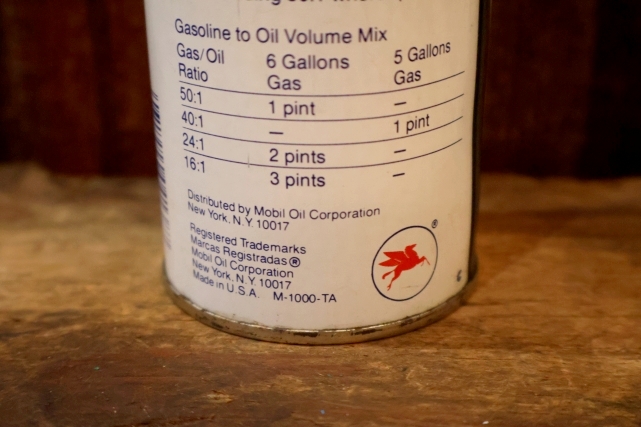 Gasoline to Oil Volume Mix
Gas/Oil 6 Gallons 5 Gallons
Ratio Gas Gas
50:1 1 pint —
40:1 — 1 pint
24:1 2 pints —
16:1 3 pints —
Distributed by Mobil Oil Corporation
New York, N.Y. 10017
Registered Trademarks
Marcas Registradas®
Mobil Oil Corporation
New York, N.Y. 10017
Made in U.S.A. M-1000-TA
®